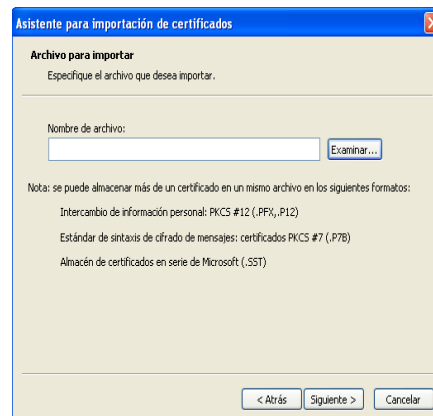 Asistente para importación de certificados
Archivo para importar
Especifique el archivo que desea importar.
Nombre de archivo:
Examinar...
Nota: se puede almacenar más de un certificado en un mismo archivo en los siguientes formatos:
Intercambio de información personal: PKCS #12 (.PFX,.P12)
Estándar de sintaxis de cifrado de mensajes: certificados PKCS #7 (.P7B)
Almacén de certificados en serie de Microsoft (.SST)
< Atrás Siguiente > Cancelar